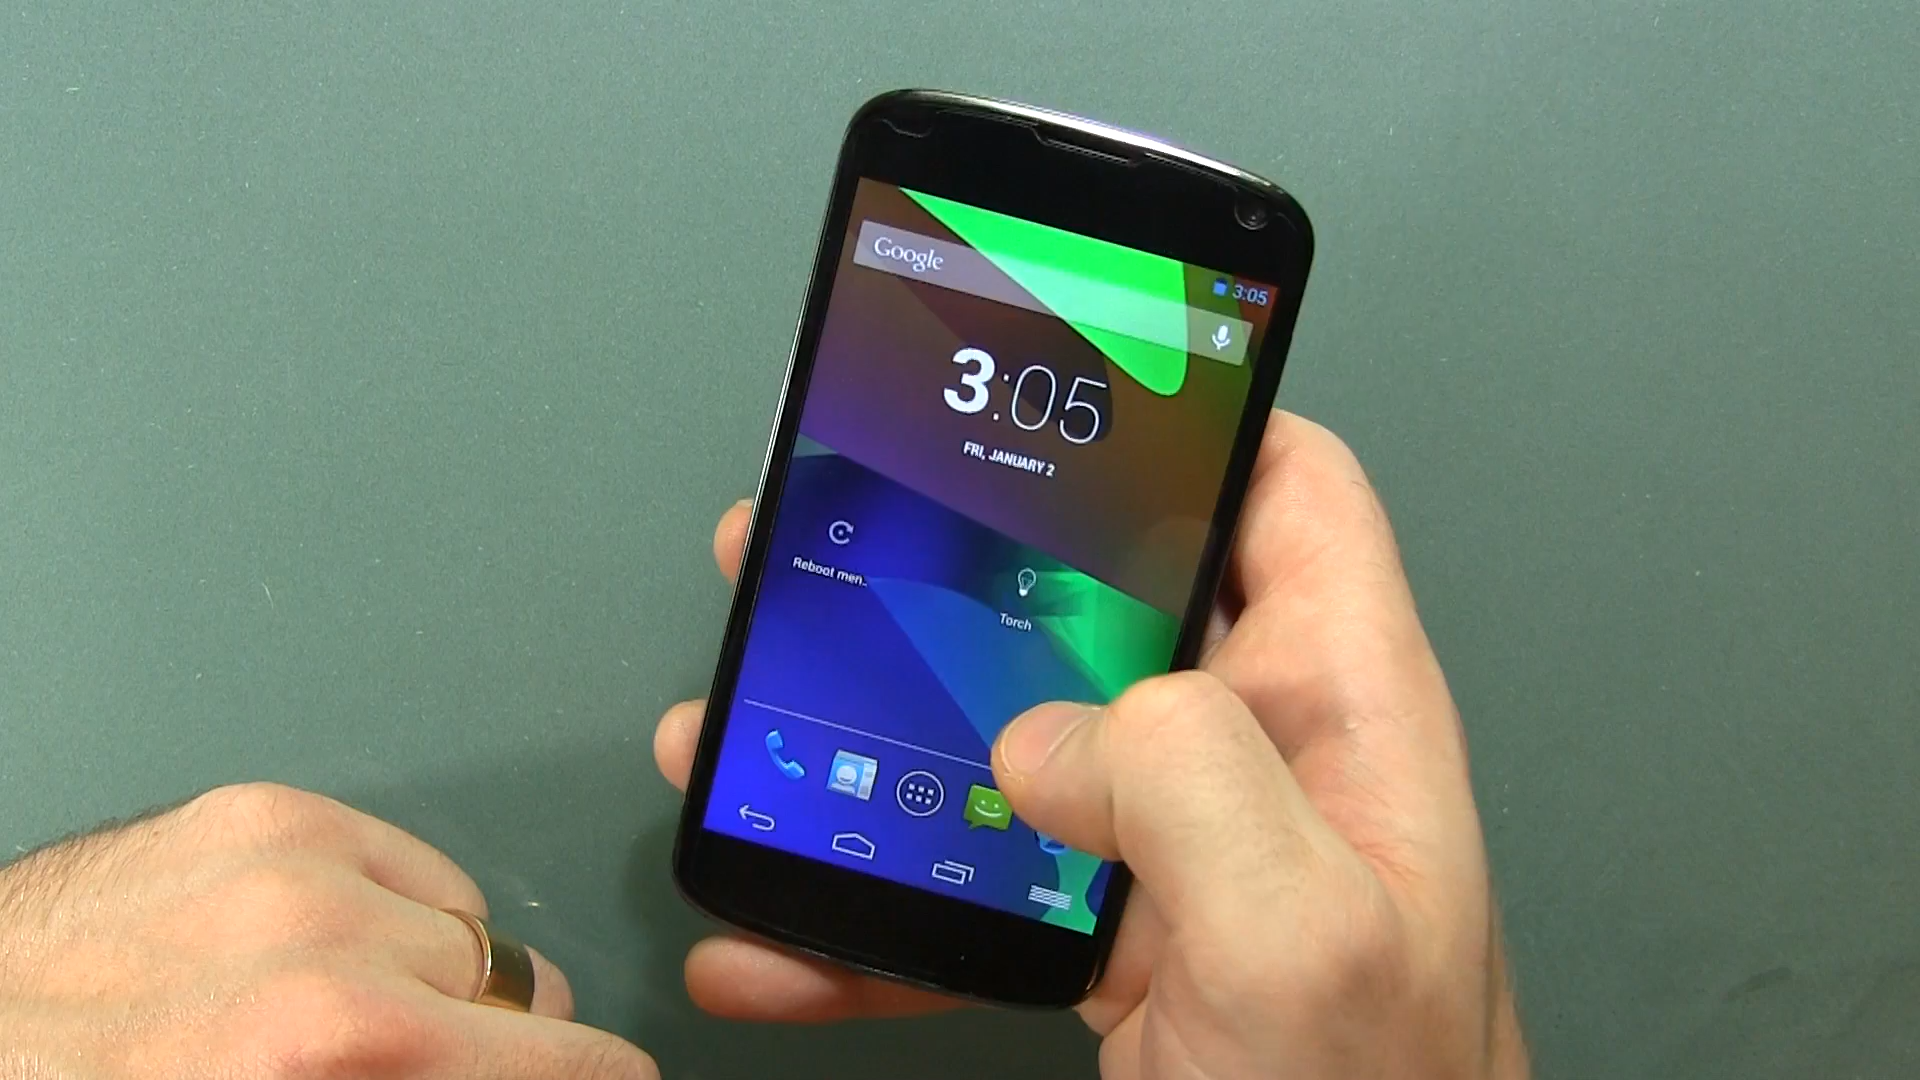 Google
3:05
3:05
FRI, JANUARY 2
Reboot men..
Torch